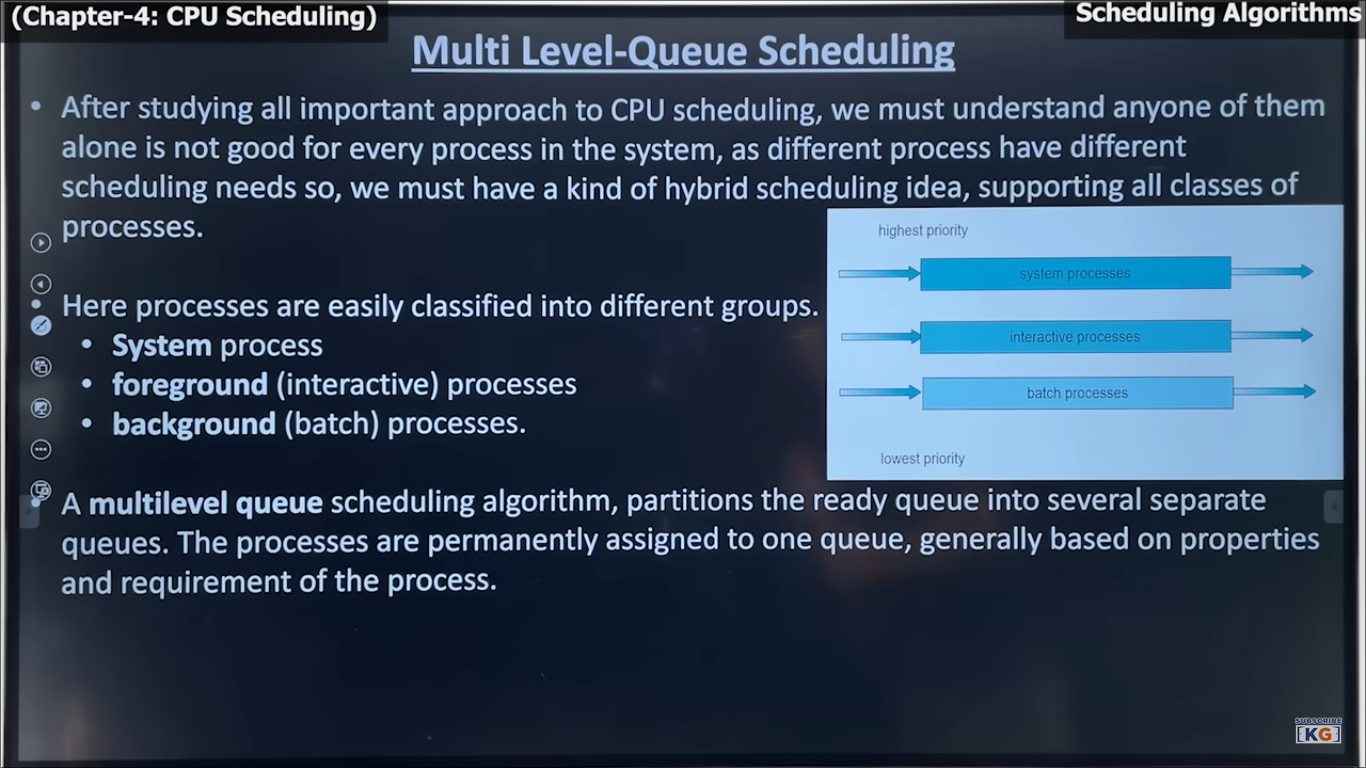 (Chapter-4: CPU Scheduling)
Scheduling Algorithms
Multi Level-Queue Scheduling
• After studying all important approach to CPU scheduling, we must understand anyone of them
alone is not good for every process in the system, as different process have different
scheduling needs so, we must have a kind of hybrid scheduling idea, supporting all classes of
processes.
• Here processes are easily classified into different groups.
• System process
• foreground (interactive) processes
• background (batch) processes.
highest priority
system processes
interactive processes
batch processes
lowest priority
• A multilevel queue scheduling algorithm, partitions the ready queue into several separate
queues. The processes are permanently assigned to one queue, generally based on properties
and requirement of the process.
SUBSCRIBE
[KG]